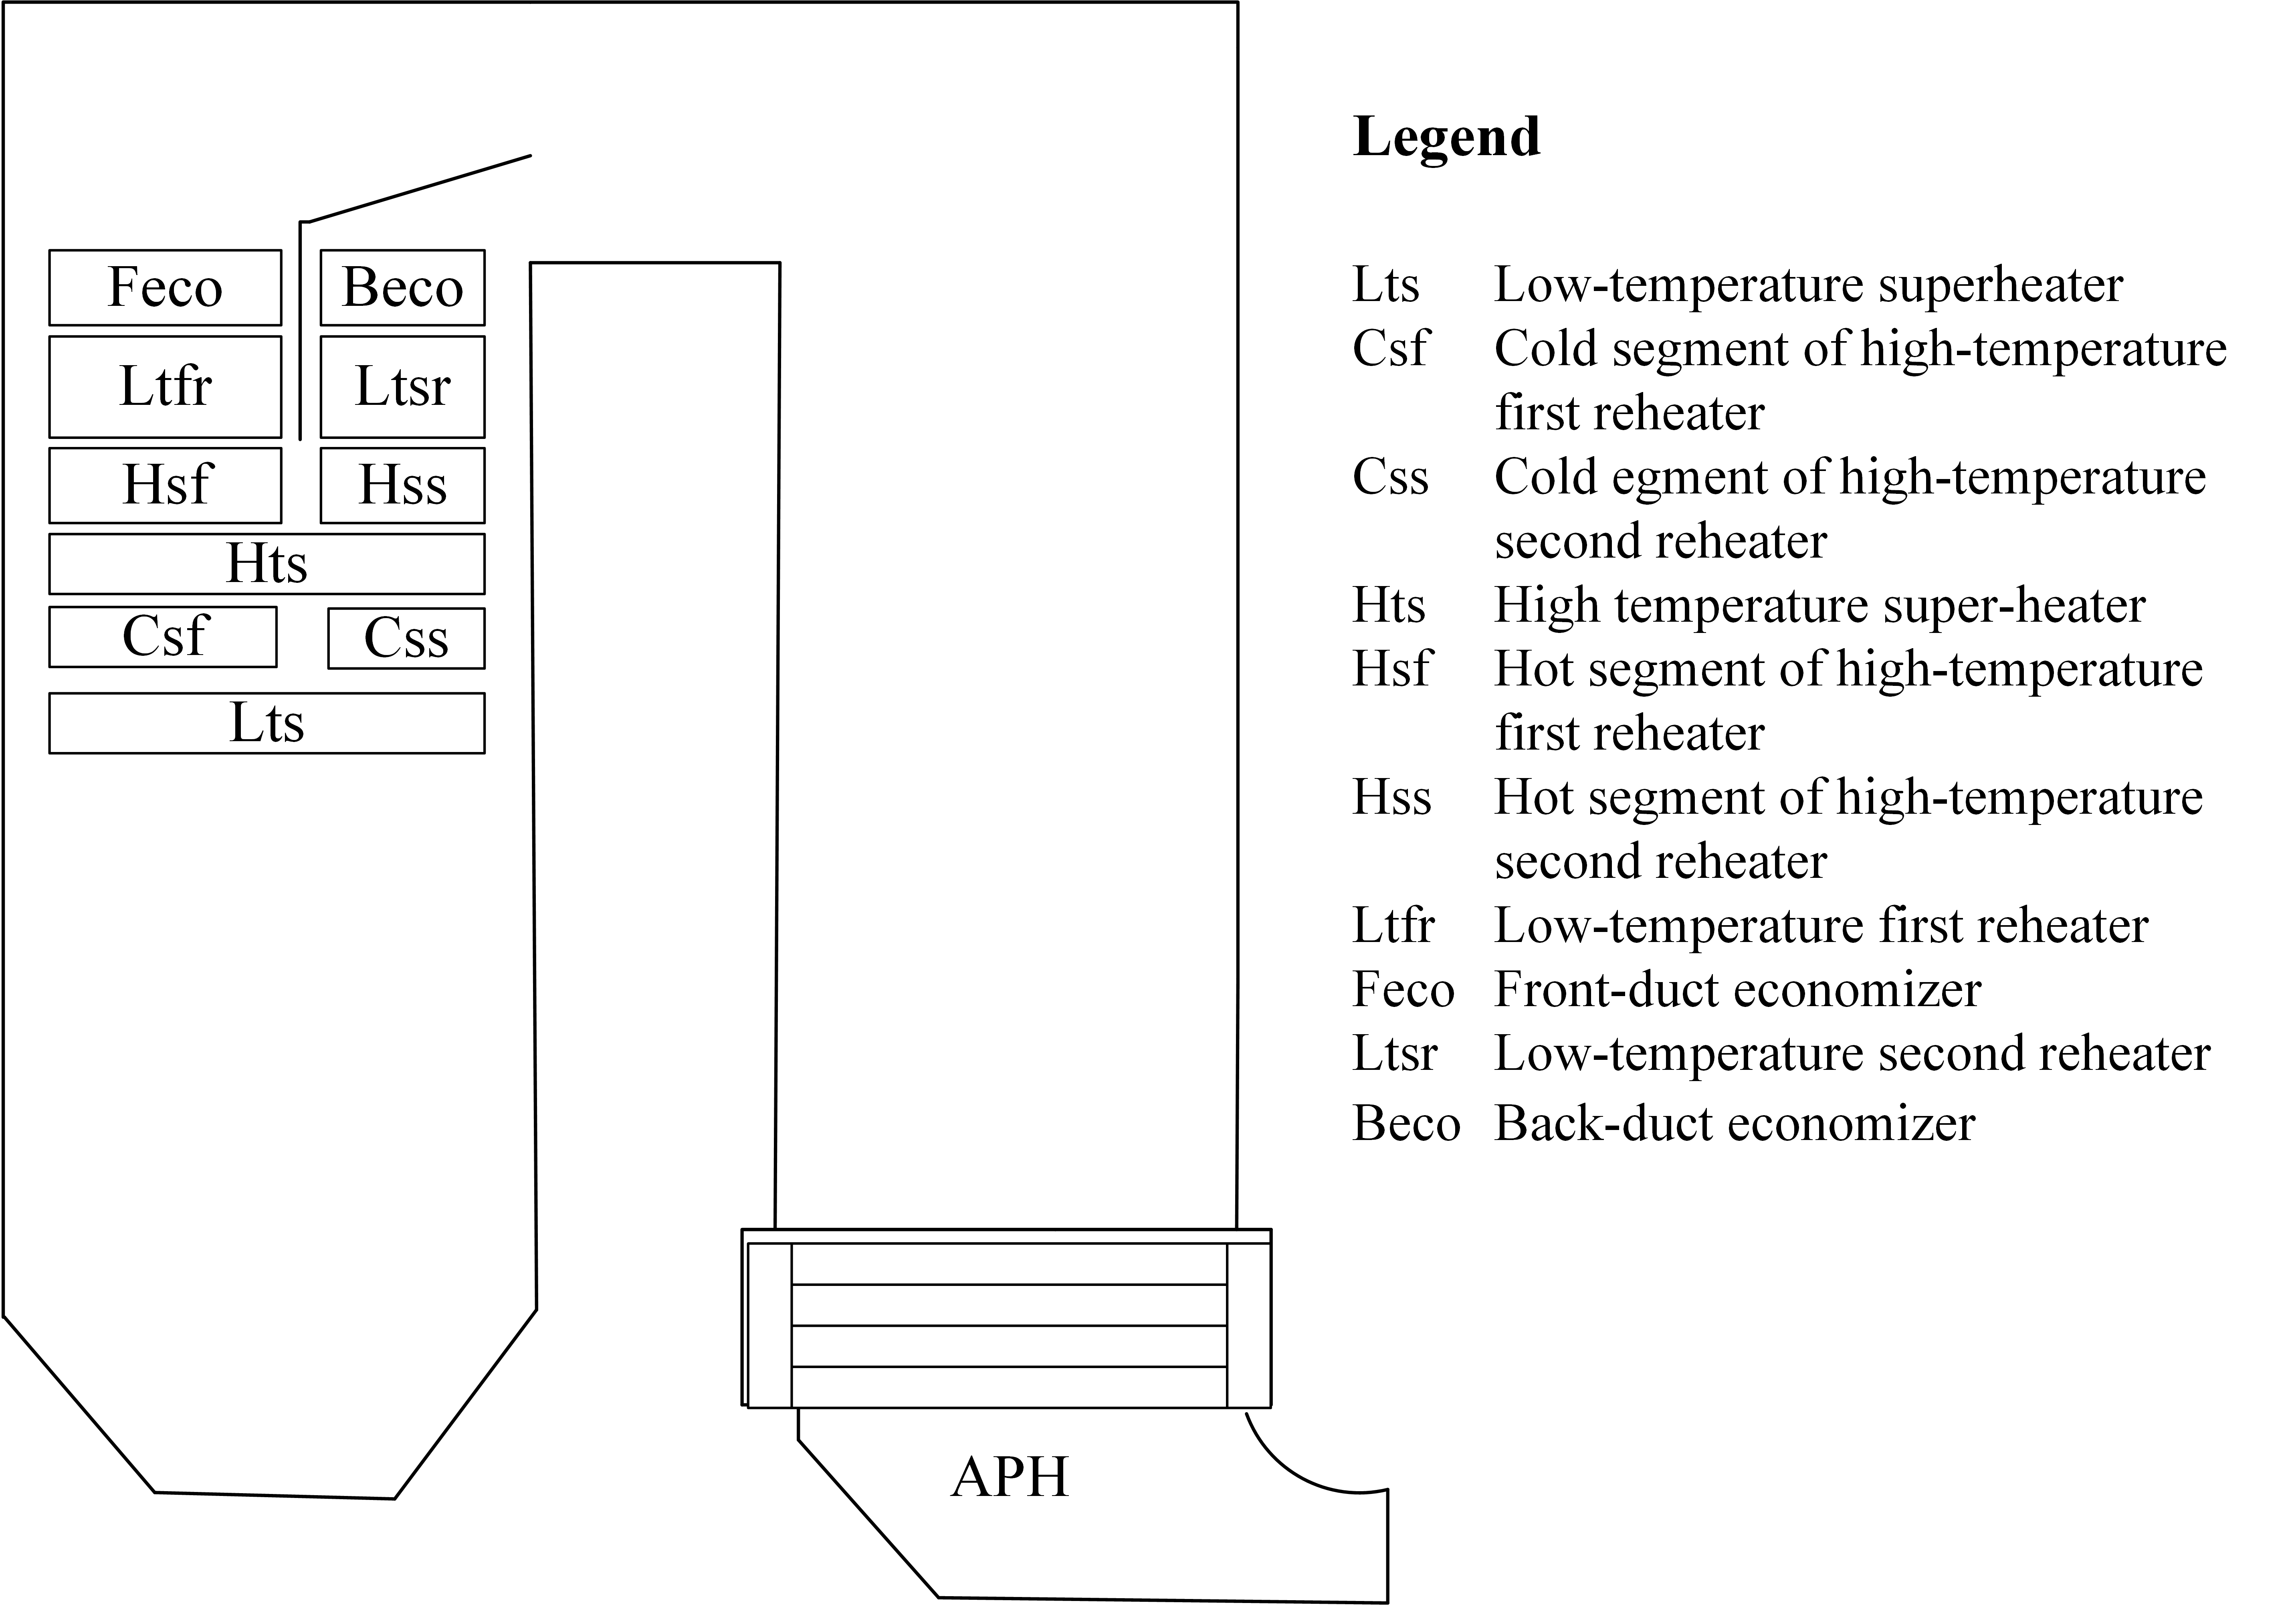 Feco
Beco
Ltfr
Ltsr
Hsf
Hss
Hts
Csf
Css
Lts
APH
Legend
Lts Low-temperature superheater
Csf Cold segment of high-temperature
first reheater
Css Cold egment of high-temperature
second reheater
Hts High temperature super-heater
Hsf Hot segment of high-temperature
first reheater
Hss Hot segment of high-temperature
second reheater
Ltfr Low-temperature first reheater
Feco Front-duct economizer
Ltsr Low-temperature second reheater
Beco Back-duct economizer